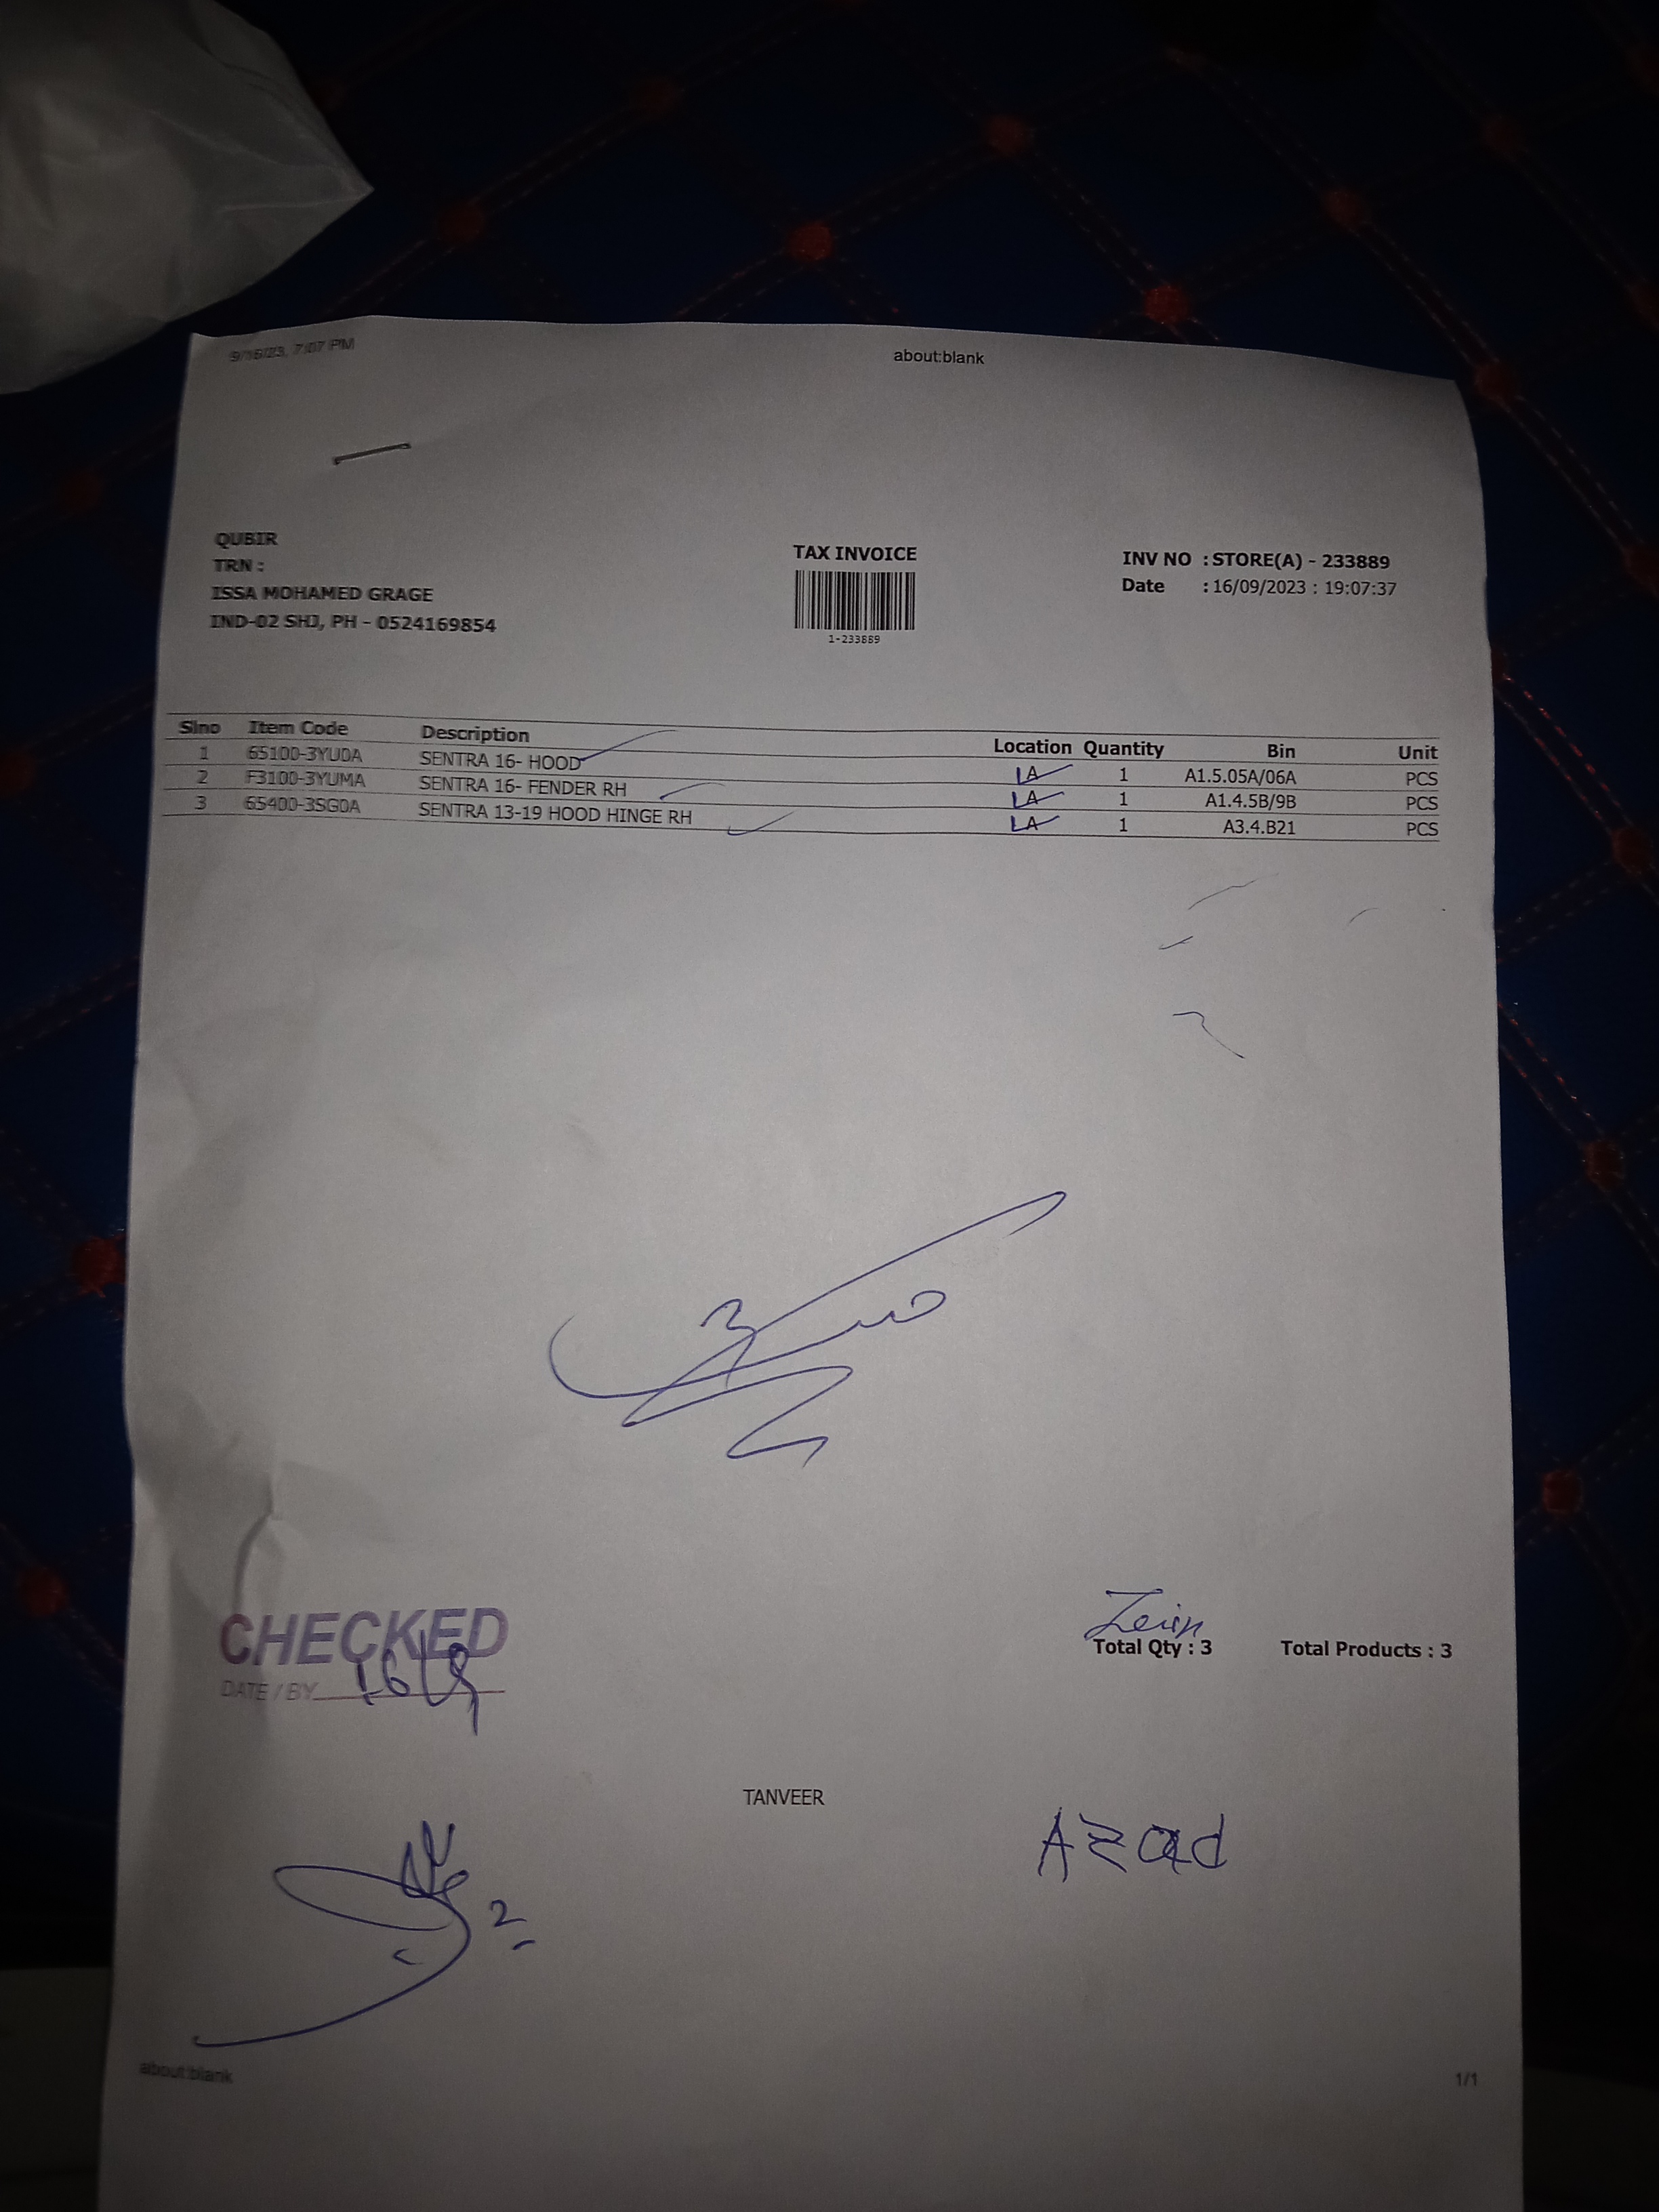 9/16/23, 7:07 PM about:blank
QUBIR
TRN :
ISSA MOHAMED GRAGE
IND-02 SHJ, PH - 0524169854
TAX INVOICE
1-233889
INV NO : STORE(A) - 233889
Date : 16/09/2023 : 19:07:37
Slno Item Code Description Location Quantity Bin Unit
1 65100-3YU0A SENTRA 16- HOOD LA 1 A1.5.05A/06A PCS
2 F3100-3YUMA SENTRA 16- FENDER RH LA 1 A1.4.5B/9B PCS
3 65400-3SG0A SENTRA 13-19 HOOD HINGE RH LA 1 A3.4.B21 PCS
CHECKED
DATE / BY 16/9
Total Qty : 3 Total Products : 3
TANVEER
Azad
2
about:blank 1/1